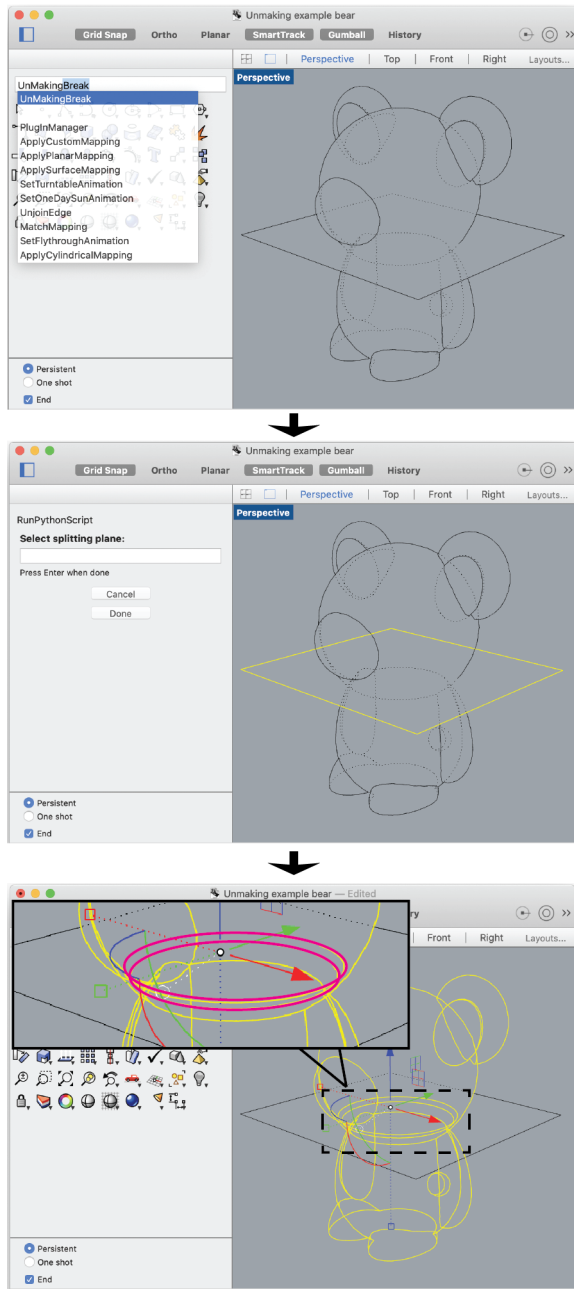 Unmaking example bear
Grid Snap Ortho Planar SmartTrack Gumball History
Perspective Top Front Right Layouts...
Perspective
UnMakingBreak
UnMakingBreak
PlugInManager
ApplyCustomMapping
ApplyPlanarMapping
ApplySurfaceMapping
SetTurntableAnimation
SetOneDaySunAnimation
UnjoinEdge
MatchMapping
SetFlythroughAnimation
ApplyCylindricalMapping
Persistent
One shot
End
Unmaking example bear
Grid Snap Ortho Planar SmartTrack Gumball History
Perspective Top Front Right Layouts...
Perspective
RunPythonScript
Select splitting plane:
Press Enter when done
Cancel
Done
Persistent
One shot
End
Unmaking example bear — Edited
ry
Front Right Layouts...
Persistent
One shot
End